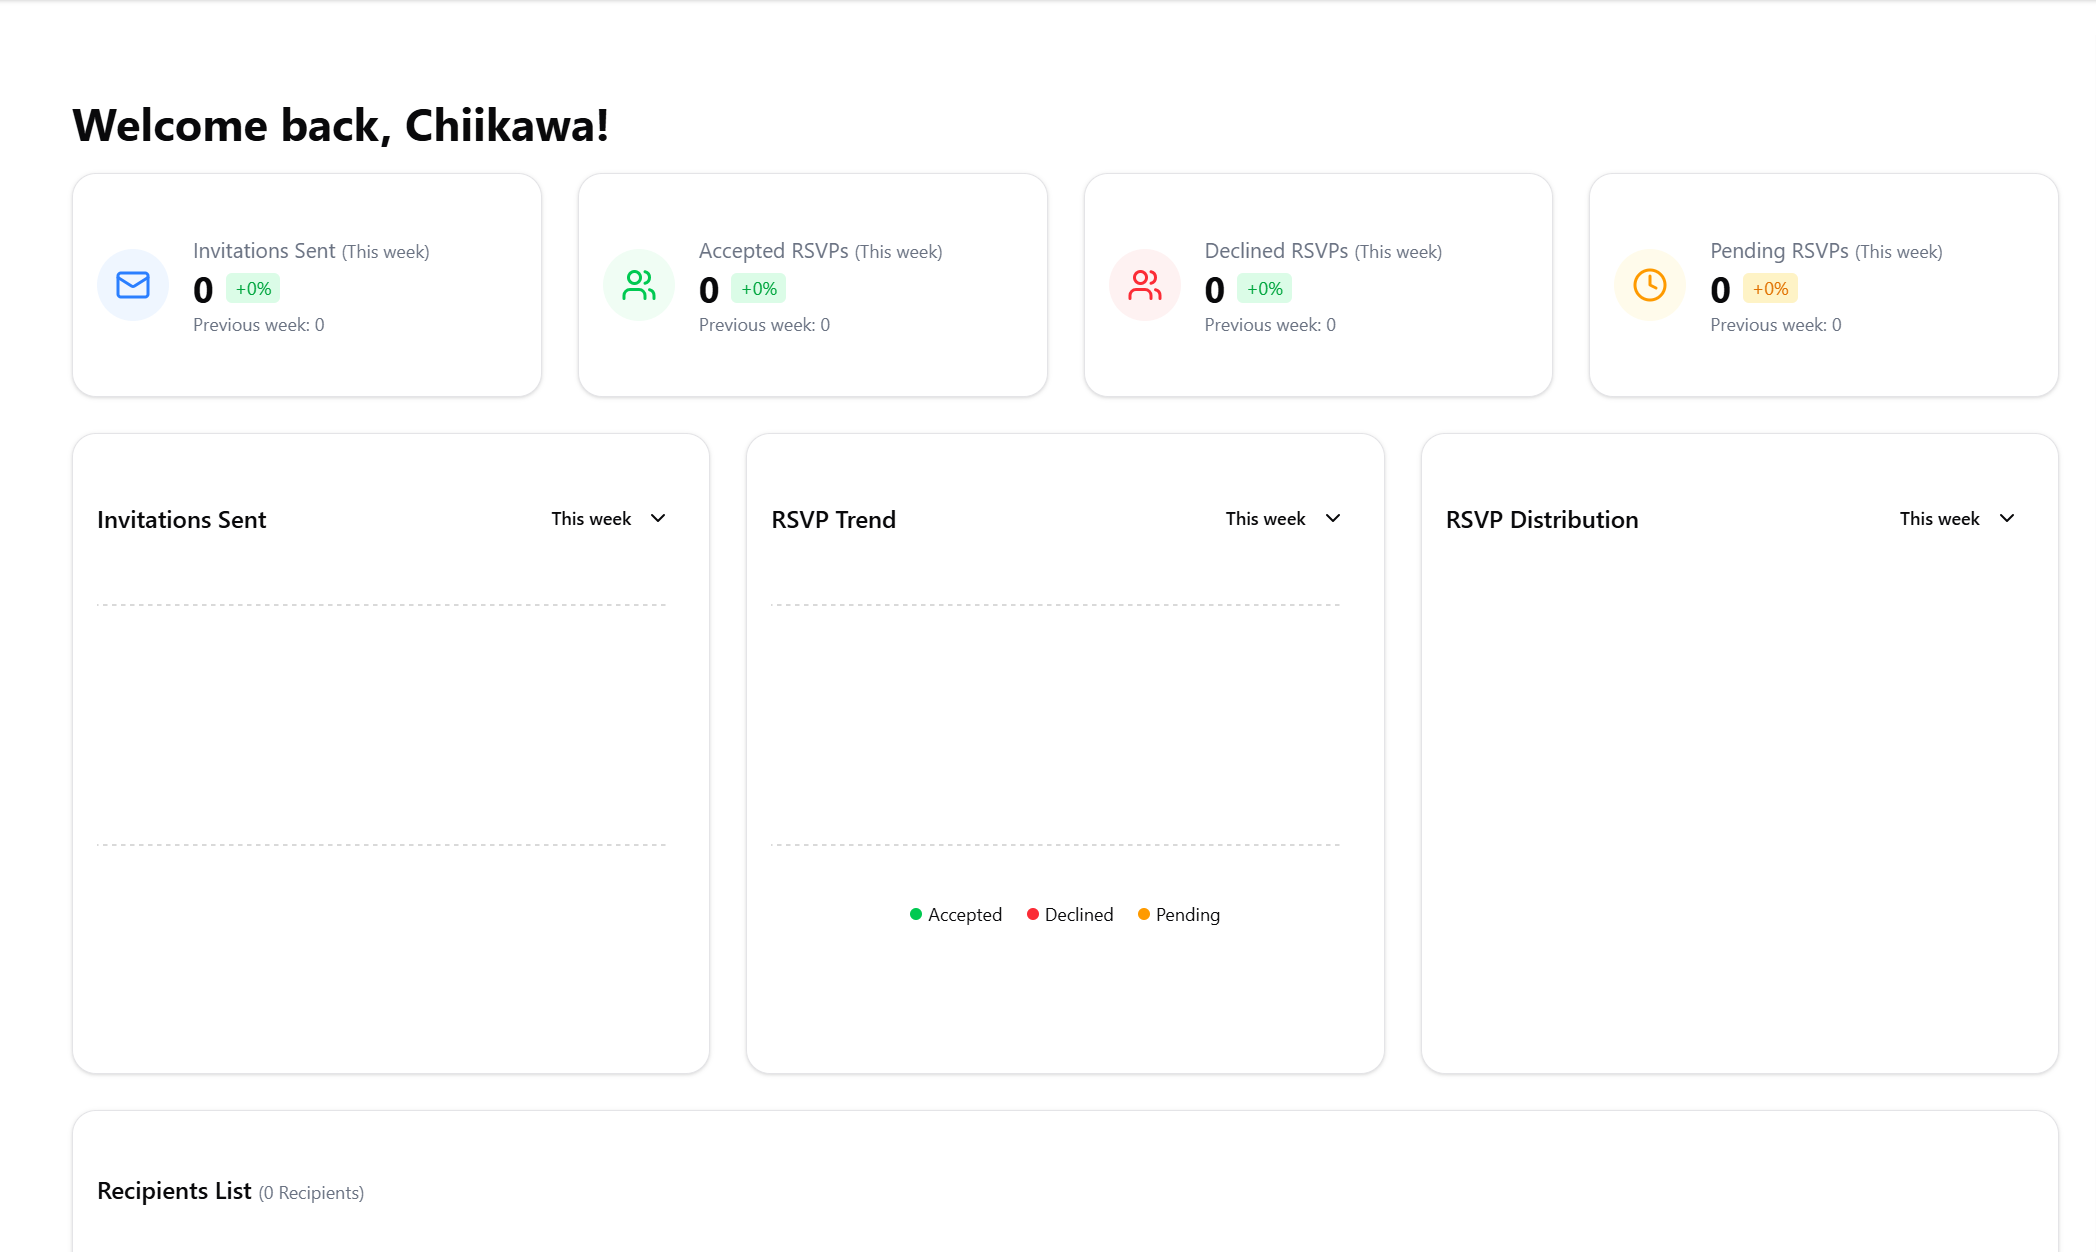 Welcome back, Chiikawa!
Invitations Sent (This week)
0 +0%
Previous week: 0
Accepted RSVPs (This week)
0 +0%
Previous week: 0
Declined RSVPs (This week)
0 +0%
Previous week: 0
Pending RSVPs (This week)
0 +0%
Previous week: 0
Invitations Sent
This week
RSVP Trend
This week
Accepted Declined Pending
RSVP Distribution
This week
Recipients List (0 Recipients)